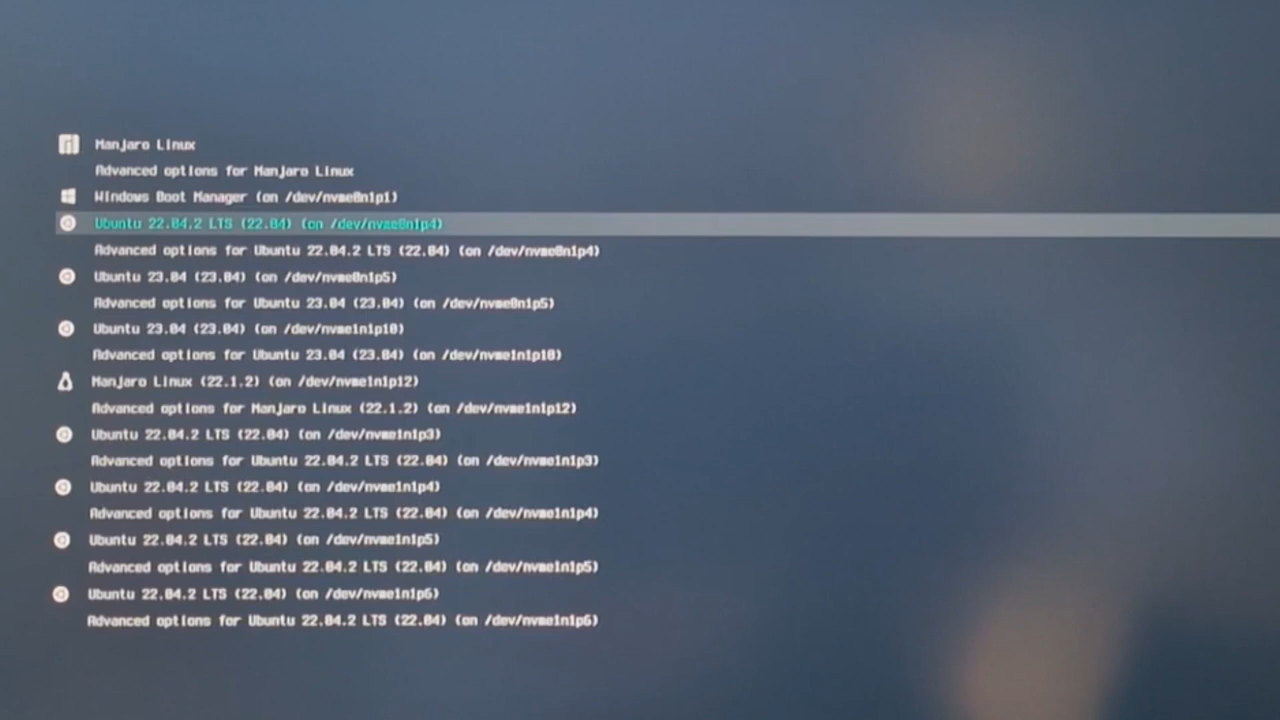 Manjaro Linux
Advanced options for Manjaro Linux
Windows Boot Manager (on /dev/nvme0n1p1)
Ubuntu 22.04.2 LTS (22.04) (on /dev/nvme0n1p4)
Advanced options for Ubuntu 22.04.2 LTS (22.04) (on /dev/nvme0n1p4)
Ubuntu 23.04 (23.04) (on /dev/nvme0n1p5)
Advanced options for Ubuntu 23.04 (23.04) (on /dev/nvme0n1p5)
Ubuntu 23.04 (23.04) (on /dev/nvme1n1p10)
Advanced options for Ubuntu 23.04 (23.04) (on /dev/nvme1n1p10)
Manjaro Linux (22.1.2) (on /dev/nvme1n1p12)
Advanced options for Manjaro Linux (22.1.2) (on /dev/nvme1n1p12)
Ubuntu 22.04.2 LTS (22.04) (on /dev/nvme1n1p3)
Advanced options for Ubuntu 22.04.2 LTS (22.04) (on /dev/nvme1n1p3)
Ubuntu 22.04.2 LTS (22.04) (on /dev/nvme1n1p4)
Advanced options for Ubuntu 22.04.2 LTS (22.04) (on /dev/nvme1n1p4)
Ubuntu 22.04.2 LTS (22.04) (on /dev/nvme1n1p5)
Advanced options for Ubuntu 22.04.2 LTS (22.04) (on /dev/nvme1n1p5)
Ubuntu 22.04.2 LTS (22.04) (on /dev/nvme1n1p6)
Advanced options for Ubuntu 22.04.2 LTS (22.04) (on /dev/nvme1n1p6)